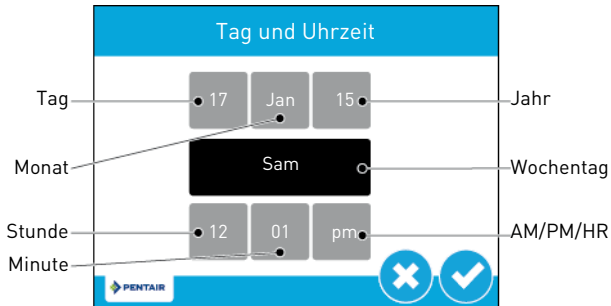 Tag und Uhrzeit
Tag 17 Jan 15 Jahr
Monat Sam Wochentag
Stunde 12 01 pm AM/PM/HR
Minute
PENTAIR